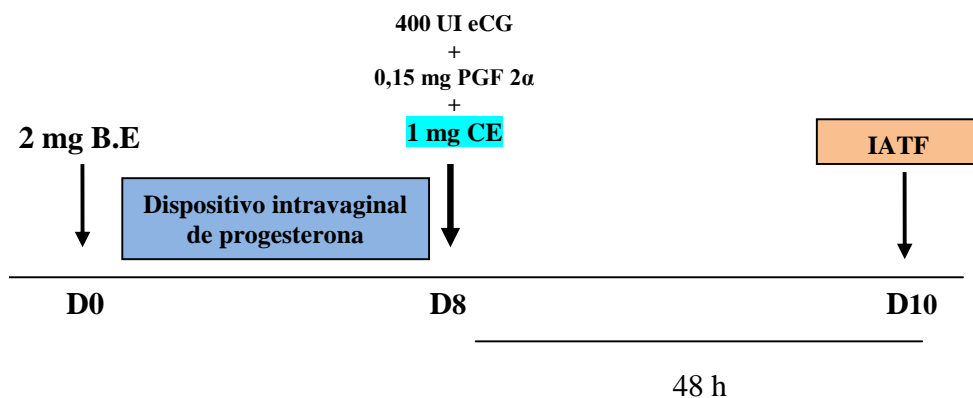 400 UI eCG
+
0,15 mg PGF 2α
+
1 mg CE
2 mg B.E
IATF
Dispositivo intravaginal
de progesterona
D0
D8
D10
48 h